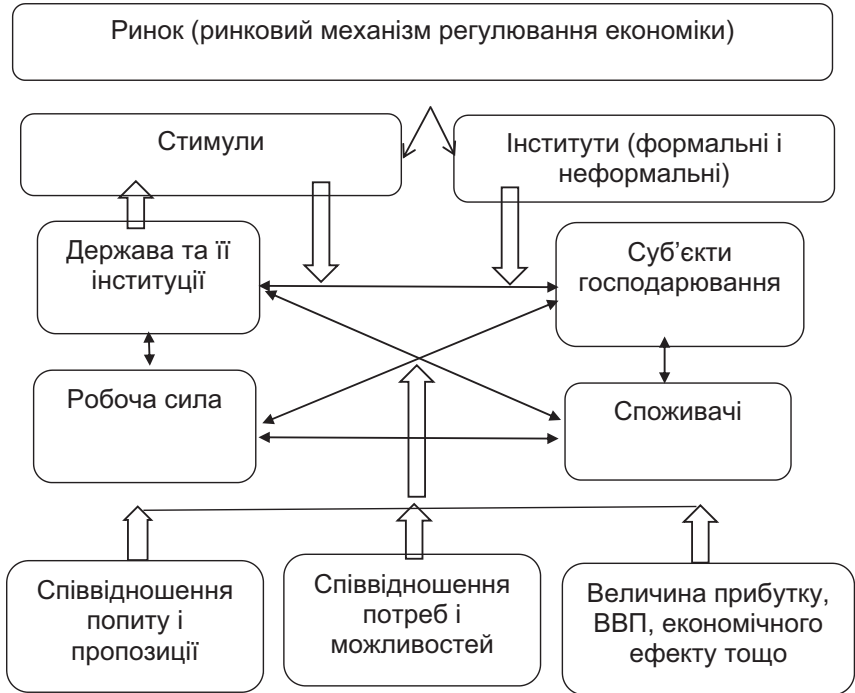 Ринок (ринковий механізм регулювання економіки)
Стимули
Інститути (формальні і
неформальні)
Держава та її
інституції
Суб’єкти
господарювання
Робоча сила
Споживачі
Співвідношення
попиту і
пропозиції
Співвідношення
потреб і
можливостей
Величина прибутку,
ВВП, економічного
ефекту тощо